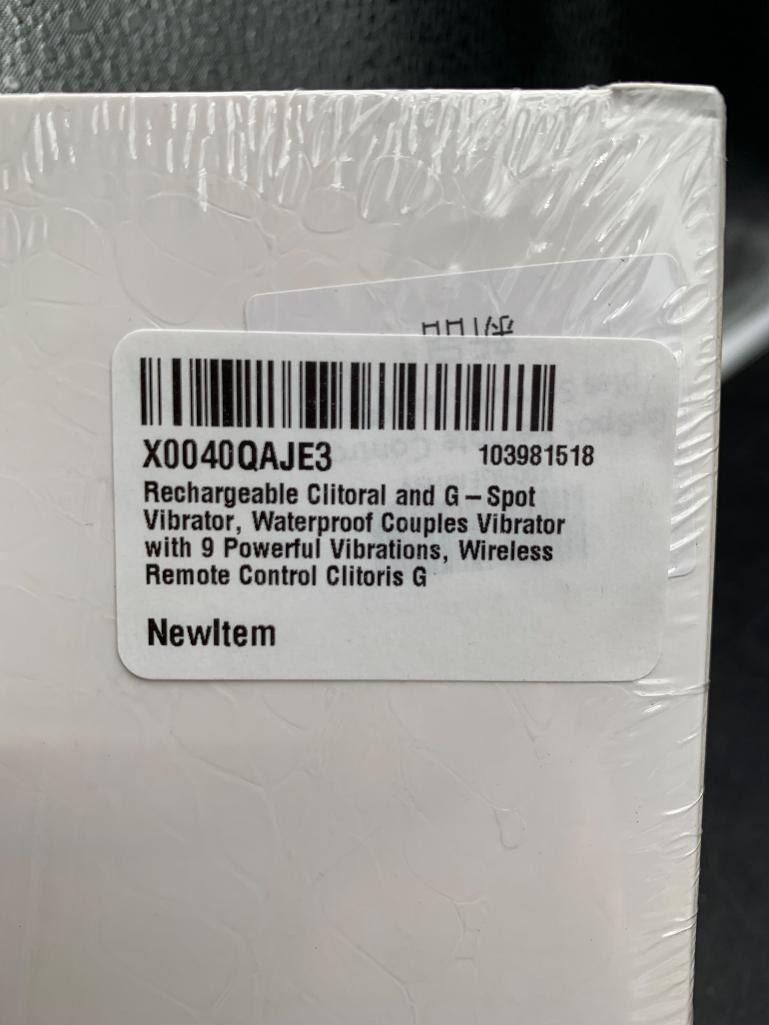 X0040QAJE3 103981518
Rechargeable Clitoral and G – Spot
Vibrator, Waterproof Couples Vibrator
with 9 Powerful Vibrations, Wireless
Remote Control Clitoris G
NewItem